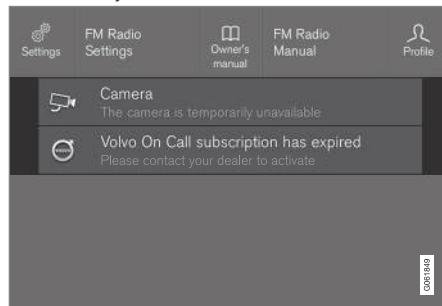 Settings
FM Radio
Settings
Owner's
manual
FM Radio
Manual
Profile
Camera
The camera is temporarily unavailable
Volvo On Call subscription has expired
Please contact your dealer to activate
G061849